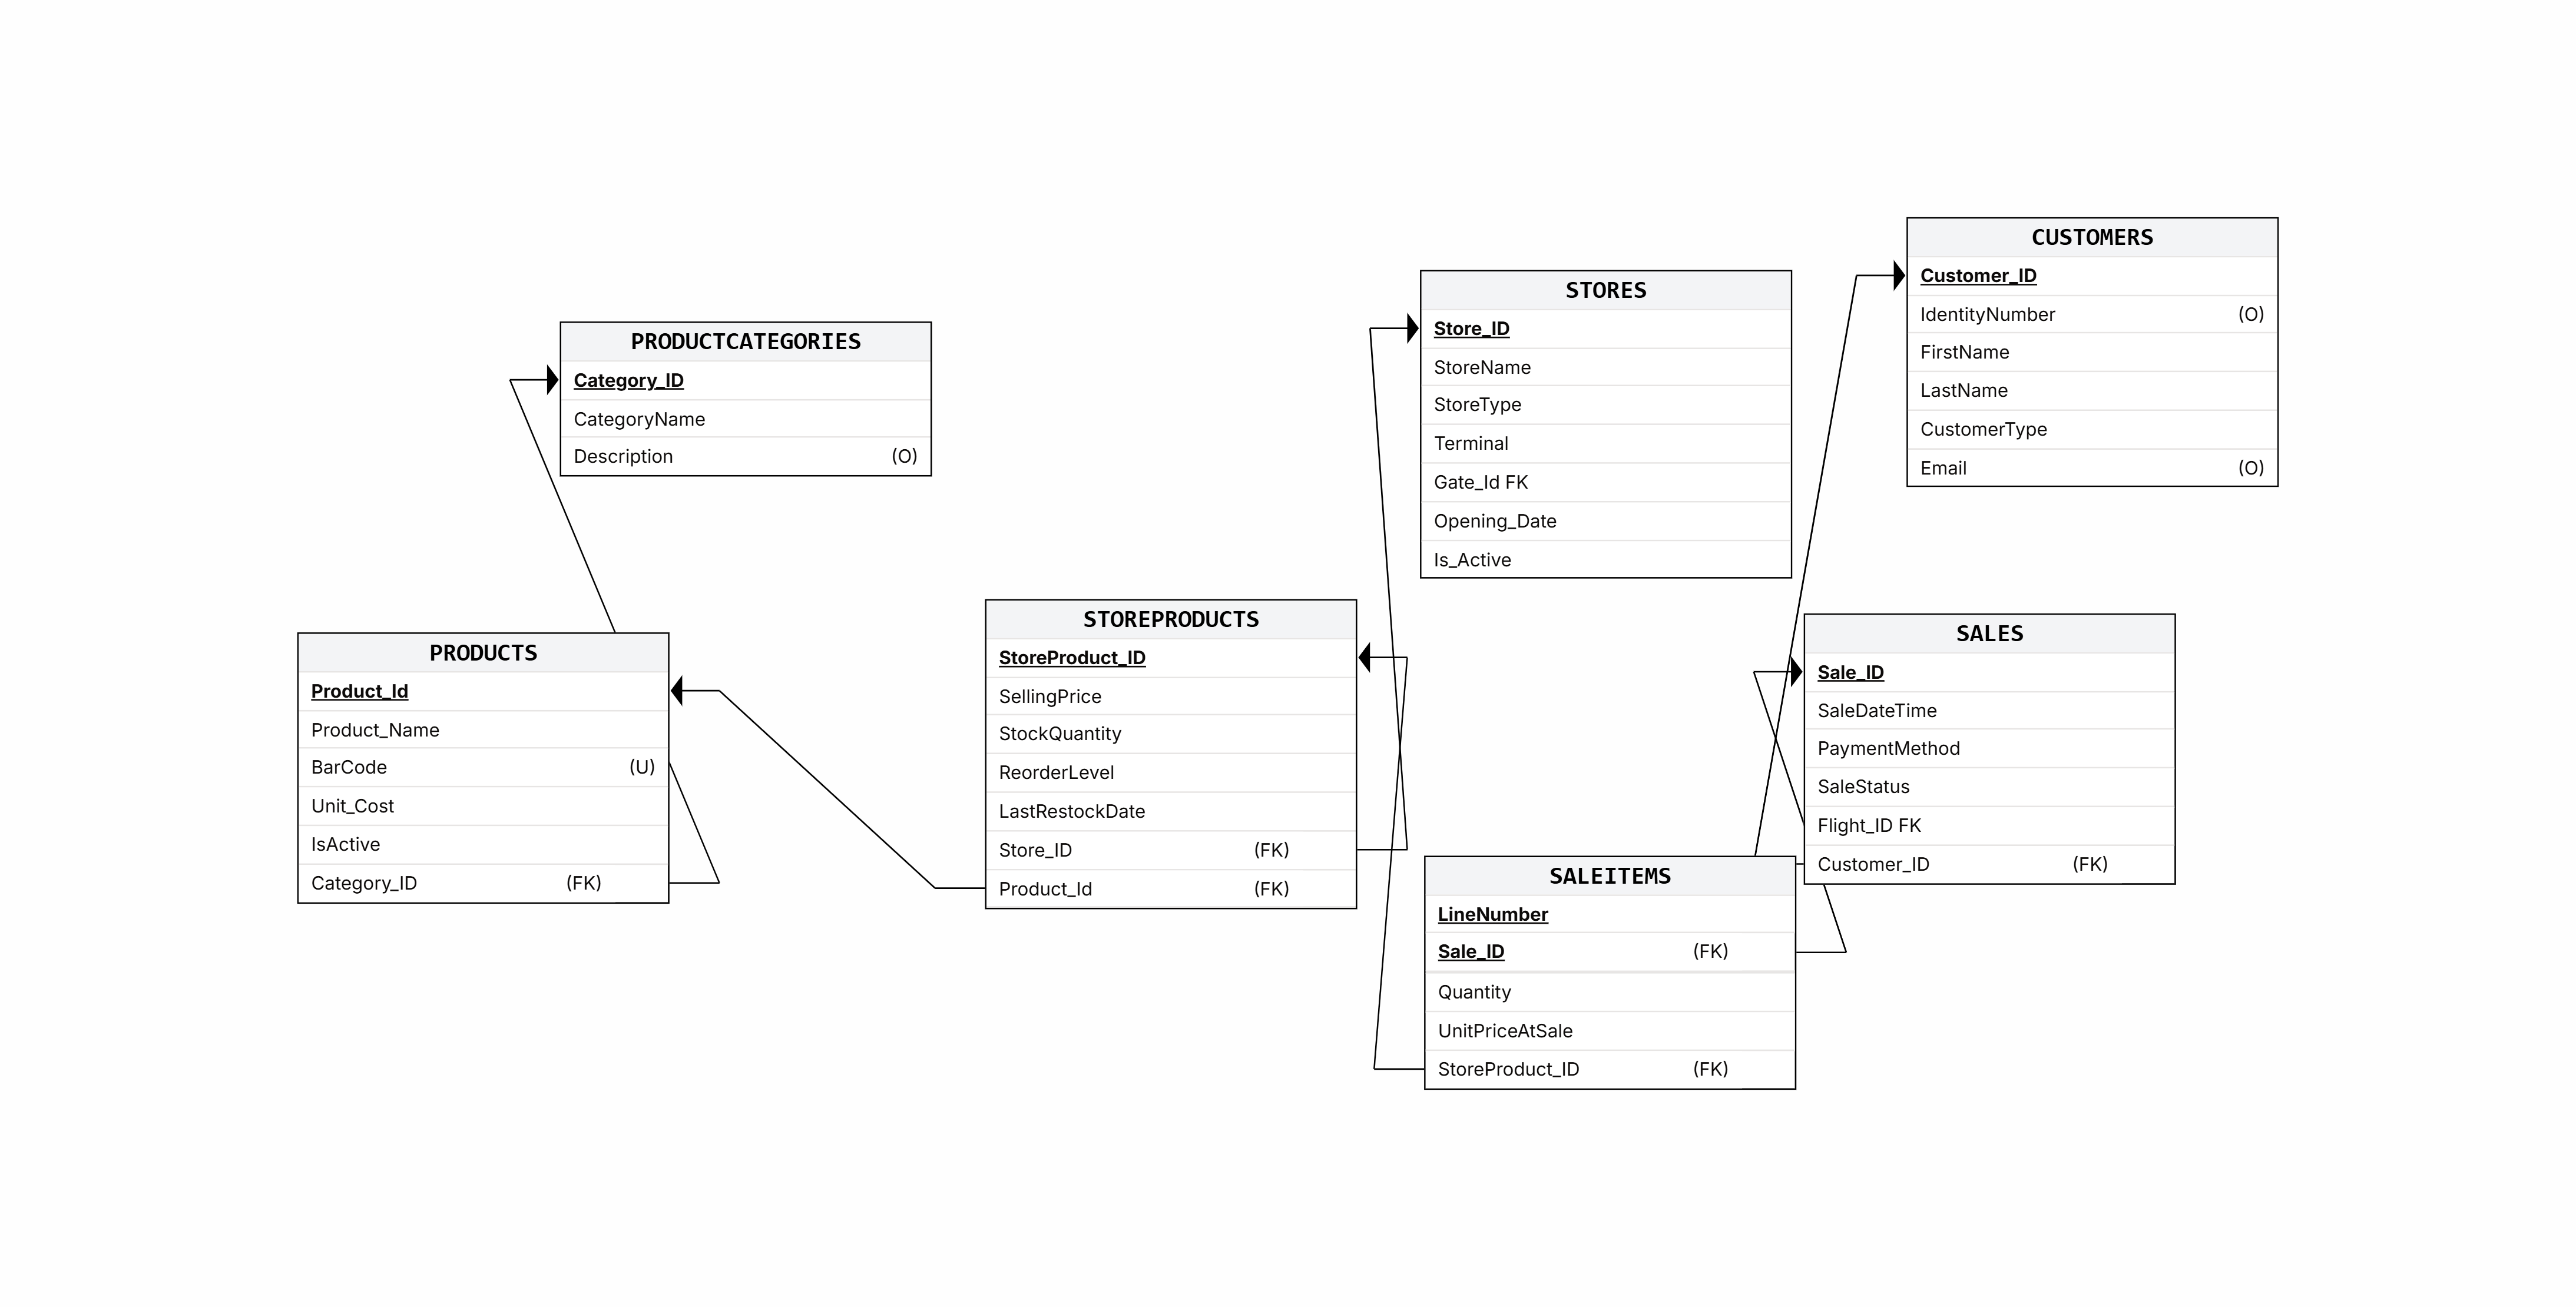 CUSTOMERS
Customer_ID
IdentityNumber (O)
FirstName
LastName
CustomerType
Email (O)
STORES
Store_ID
StoreName
StoreType
Terminal
Gate_Id FK
Opening_Date
Is_Active
PRODUCTCATEGORIES
Category_ID
CategoryName
Description (O)
PRODUCTS
Product_Id
Product_Name
BarCode (U)
Unit_Cost
IsActive
Category_ID (FK)
STOREPRODUCTS
StoreProduct_ID
SellingPrice
StockQuantity
ReorderLevel
LastRestockDate
Store_ID (FK)
Product_Id (FK)
SALES
Sale_ID
SaleDateTime
PaymentMethod
SaleStatus
Flight_ID FK
Customer_ID (FK)
SALEITEMS
LineNumber
Sale_ID (FK)
Quantity
UnitPriceAtSale
StoreProduct_ID (FK)